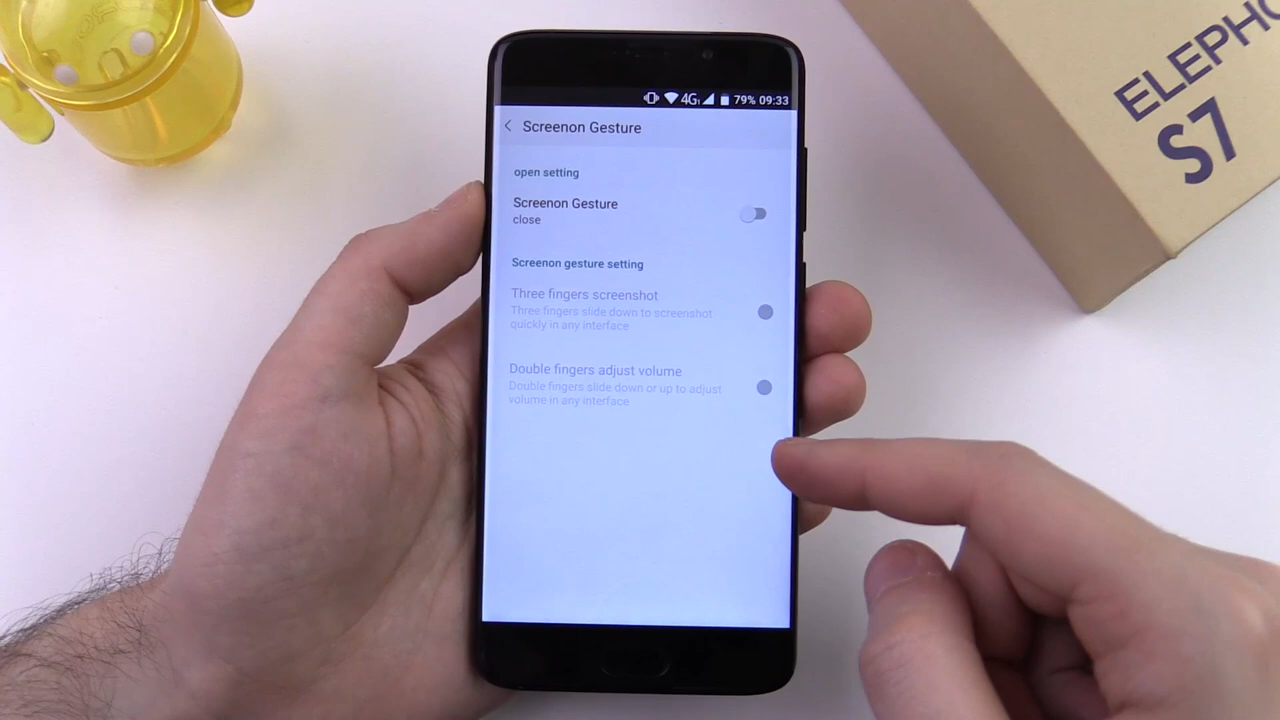 4G 79% 09:33
Screenon Gesture
open setting
Screenon Gesture
close
Screenon gesture setting
Three fingers screenshot
Three fingers slide down to screenshot
quickly in any interface
Double fingers adjust volume
Double fingers slide down or up to adjust
volume in any interface
ELEPHO
S7